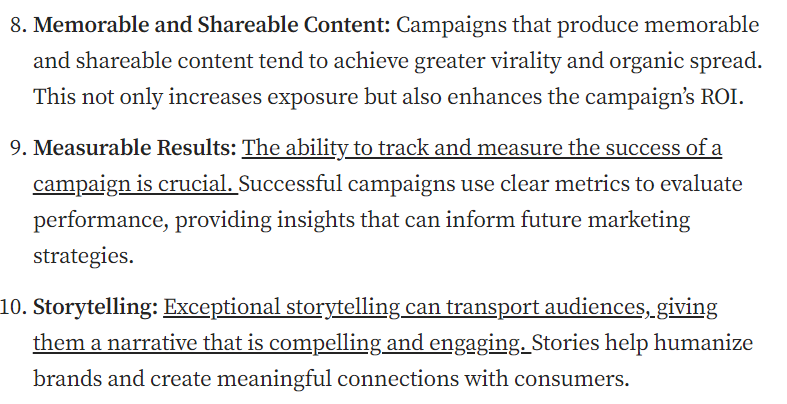 8. Memorable and Shareable Content: Campaigns that produce memorable
and shareable content tend to achieve greater virality and organic spread.
This not only increases exposure but also enhances the campaign’s ROI.
9. Measurable Results: The ability to track and measure the success of a
campaign is crucial. Successful campaigns use clear metrics to evaluate
performance, providing insights that can inform future marketing
strategies.
10. Storytelling: Exceptional storytelling can transport audiences, giving
them a narrative that is compelling and engaging. Stories help humanize
brands and create meaningful connections with consumers.